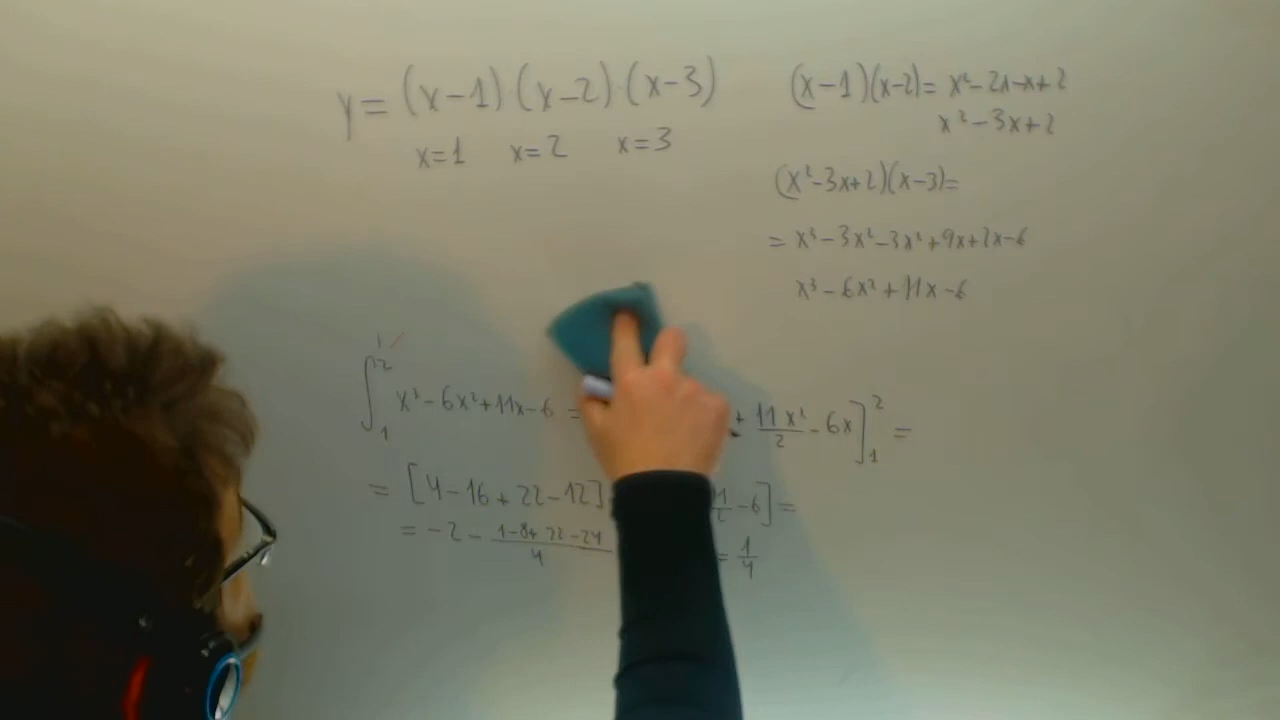 y = (x-1)·(x-2)·(x-3)
x=1 x=2 x=3
(x-1)(x-2)= x²-2x-x+2
x²-3x+2
(x²-3x+2)(x-3)=
= x³-3x²-3x²+9x+2x-6
x³-6x²+11x-6
∫₁² x³-6x²+11x-6 = + 11x²/2 - 6x]₁² =
= [4-16+22-12] -6] =
= -2 - (1-8+22-24)/4 = 1/4